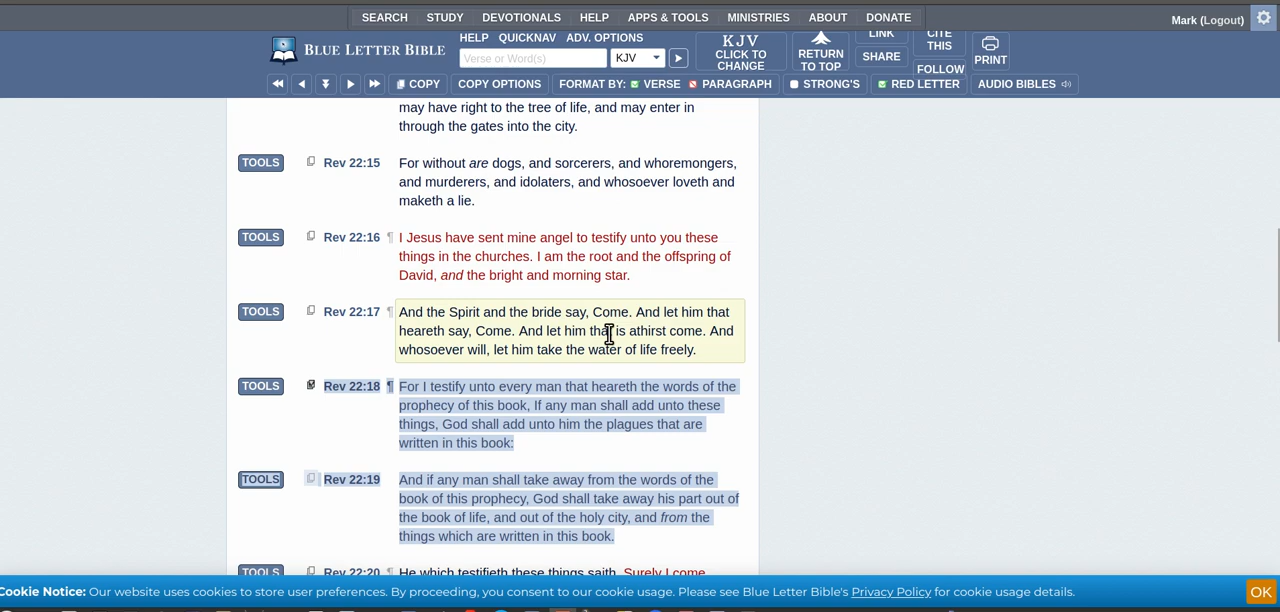 SEARCH STUDY DEVOTIONALS HELP APPS & TOOLS MINISTRIES ABOUT DONATE
Mark (Logout)
BLUE LETTER BIBLE
HELP QUICKNAV ADV. OPTIONS
Verse or Word(s)
KJV
KJV
CLICK TO
CHANGE
RETURN
TO TOP
LINK
SHARE
CITE
THIS
FOLLOW
PRINT
COPY COPY OPTIONS FORMAT BY: VERSE PARAGRAPH STRONG'S RED LETTER AUDIO BIBLES
may have right to the tree of life, and may enter in
through the gates into the city.
TOOLS Rev 22:15 For without are dogs, and sorcerers, and whoremongers,
and murderers, and idolaters, and whosoever loveth and
maketh a lie.
TOOLS Rev 22:16 ¶ I Jesus have sent mine angel to testify unto you these
things in the churches. I am the root and the offspring of
David, and the bright and morning star.
TOOLS Rev 22:17 ¶ And the Spirit and the bride say, Come. And let him that
heareth say, Come. And let him that is athirst come. And
whosoever will, let him take the water of life freely.
TOOLS Rev 22:18 ¶ For I testify unto every man that heareth the words of the
prophecy of this book, If any man shall add unto these
things, God shall add unto him the plagues that are
written in this book:
TOOLS Rev 22:19 And if any man shall take away from the words of the
book of this prophecy, God shall take away his part out of
the book of life, and out of the holy city, and from the
things which are written in this book.
TOOLS Rev 22:20 ¶ He which testifieth these things saith, Surely I come
Cookie Notice: Our website uses cookies to store user preferences. By proceeding, you consent to our cookie usage. Please see Blue Letter Bible's Privacy Policy for cookie usage details.
OK